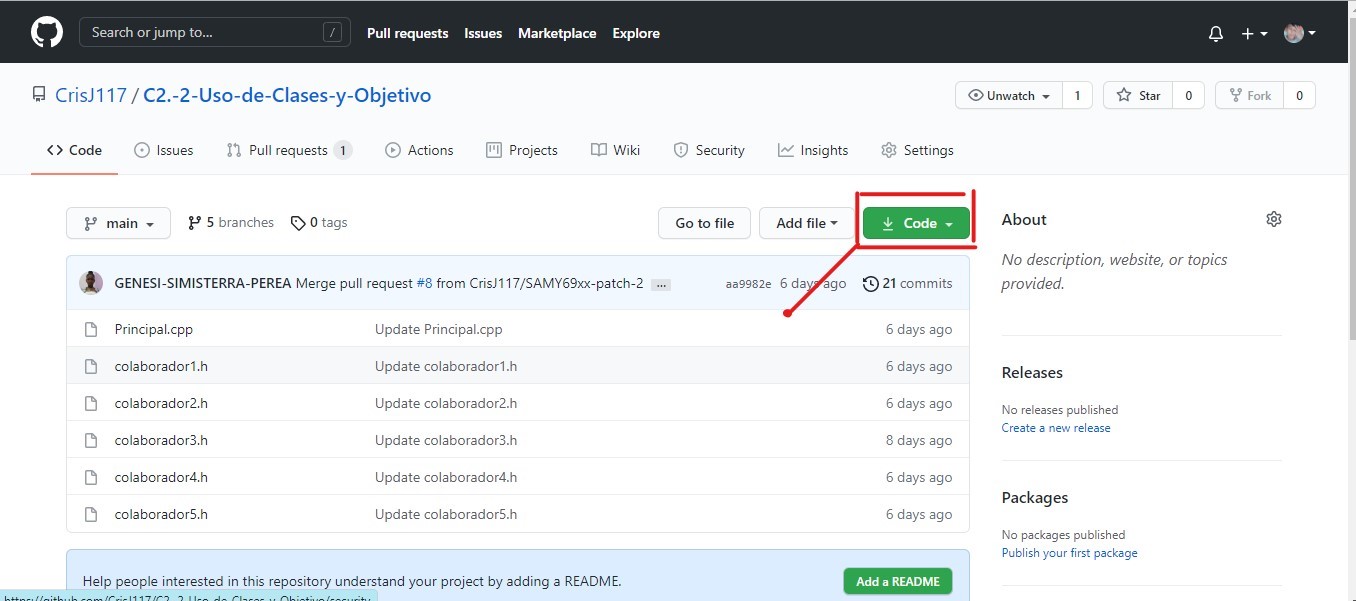 Search or jump to... / Pull requests Issues Marketplace Explore
CrisJ117 / C2.-2-Uso-de-Clases-y-Objetivo Unwatch 1 Star 0 Fork 0
Code Issues Pull requests 1 Actions Projects Wiki Security Insights Settings
main 5 branches 0 tags Go to file Add file Code
About
No description, website, or topics
provided.
GENESI-SIMISTERRA-PEREA Merge pull request #8 from CrisJ117/SAMY69xx-patch-2 ... aa9982e 6 days ago 21 commits
Principal.cpp Update Principal.cpp 6 days ago
colaborador1.h Update colaborador1.h 6 days ago
colaborador2.h Update colaborador2.h 6 days ago
colaborador3.h Update colaborador3.h 8 days ago
colaborador4.h Update colaborador4.h 6 days ago
colaborador5.h Update colaborador5.h 6 days ago
Releases
No releases published
Create a new release
Packages
No packages published
Publish your first package
Help people interested in this repository understand your project by adding a README. Add a README
https://github.com/CrisJ117/C2.-2-Uso-de-Clases-y-Objetivo/security